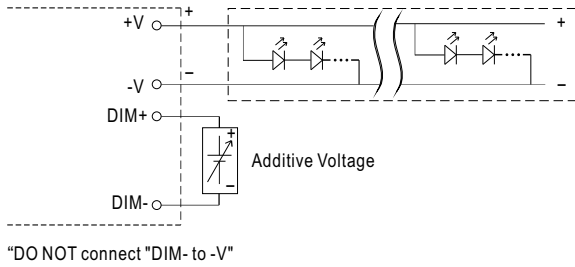 +V
+
+
-V
−
−
DIM+
+
Additive Voltage
−
DIM-
“DO NOT connect "DIM- to -V"